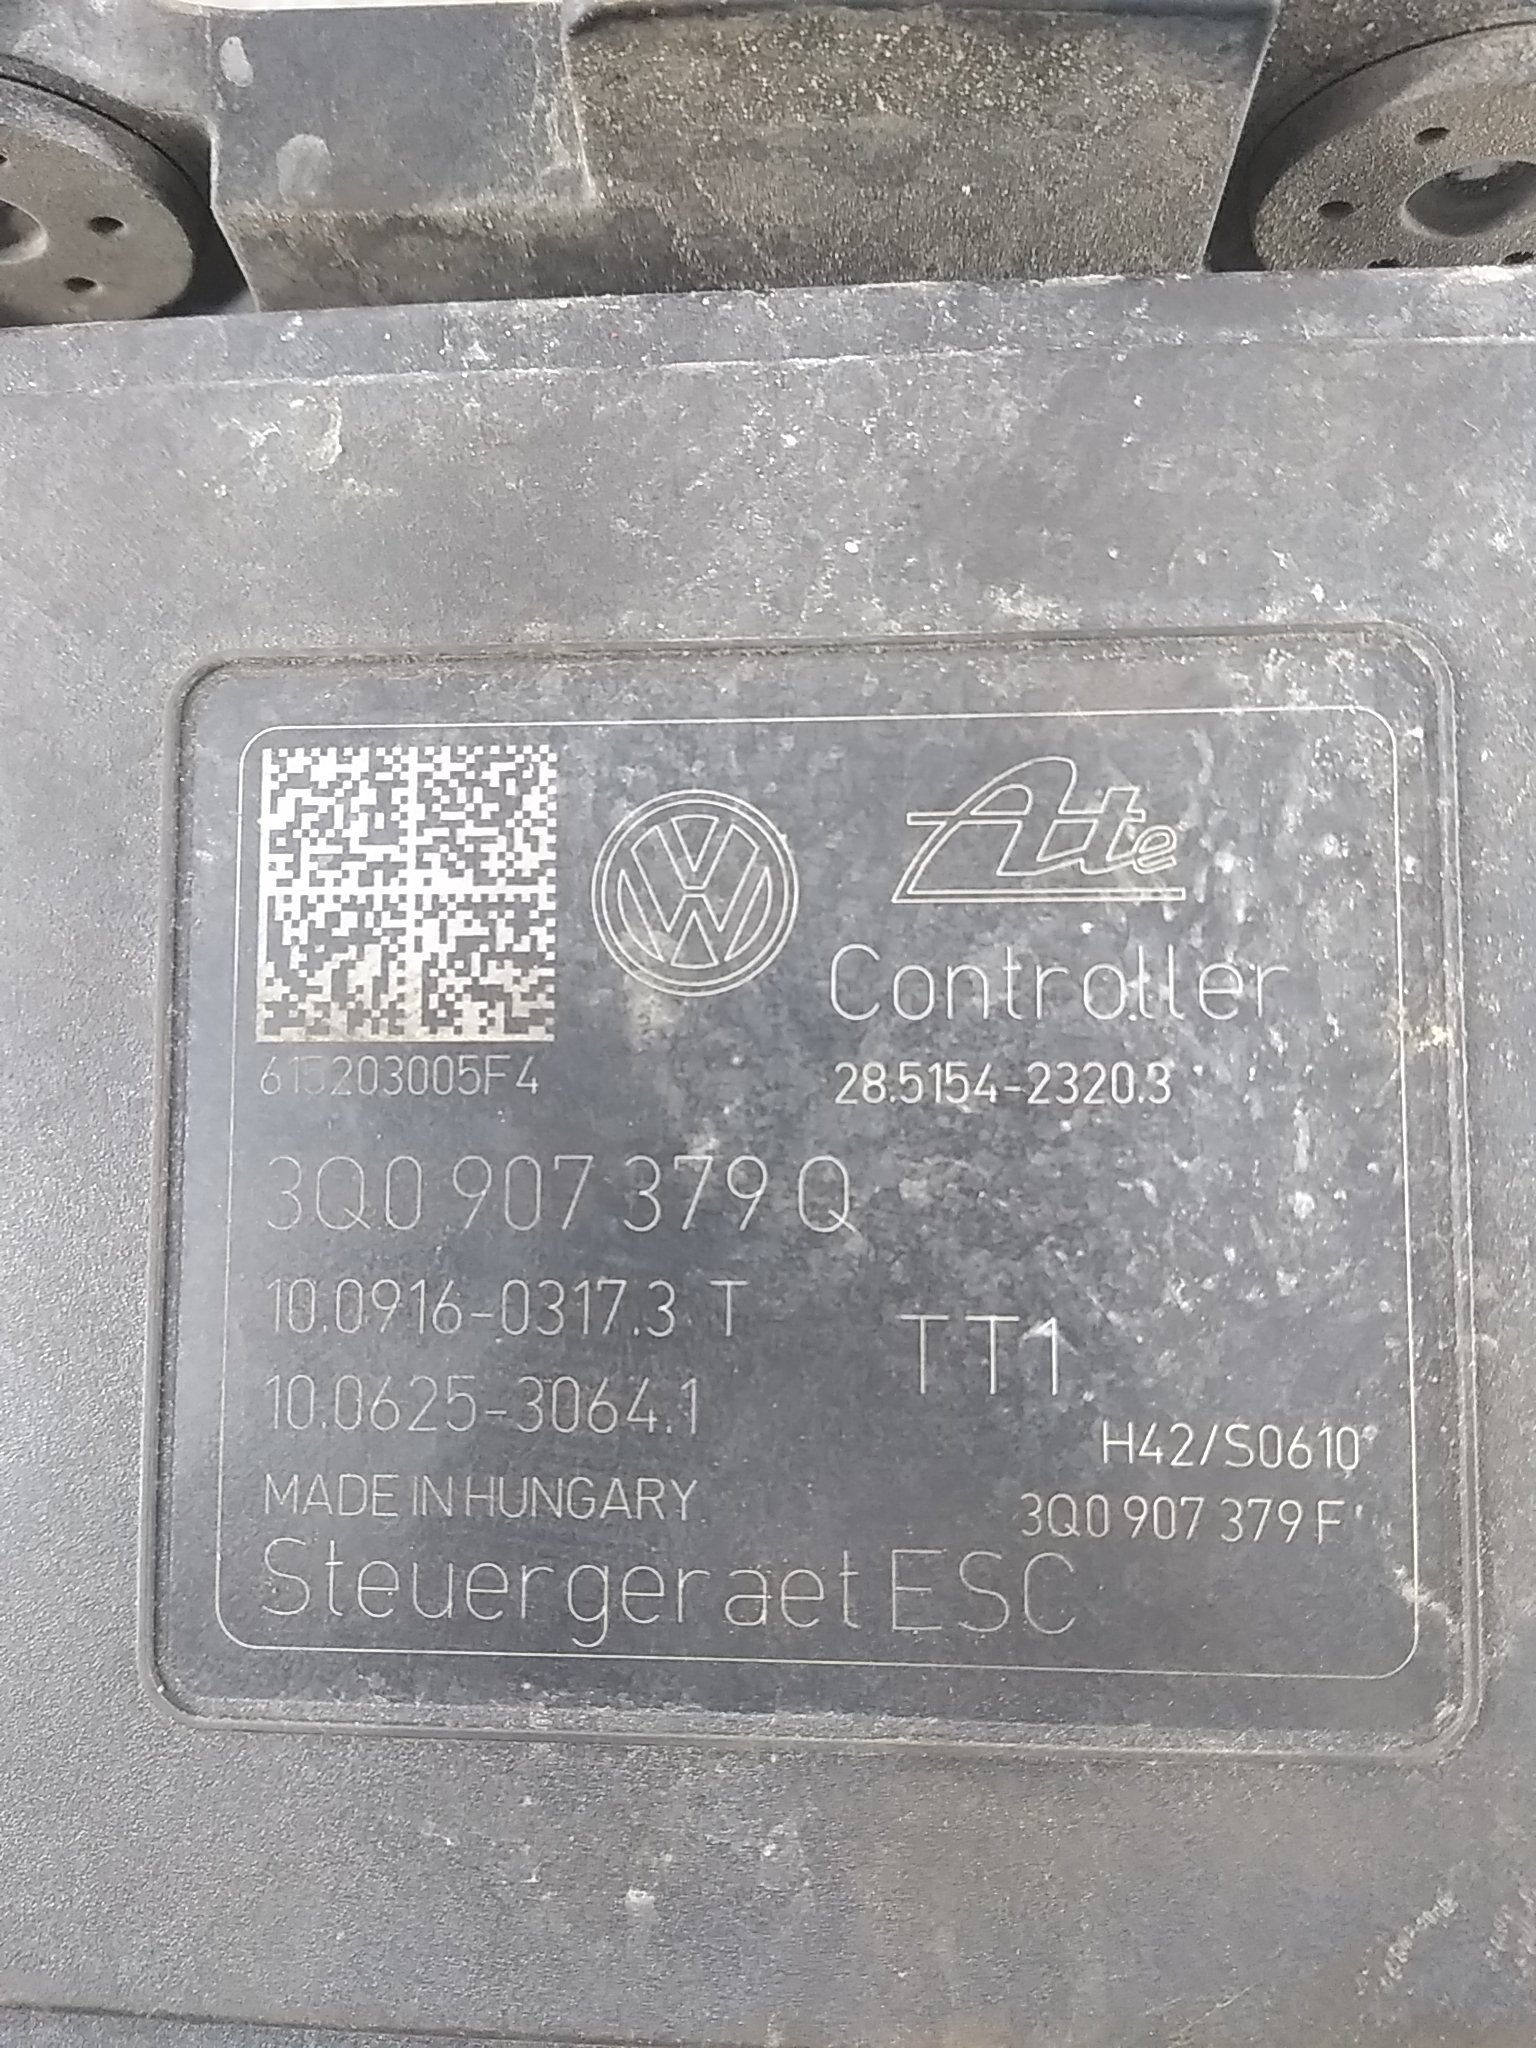 Ate
Controller
615203005F4
28.5154-2320.3
3Q0 907 379 Q
10.0916-0317.3 T
TT1
10.0625-3064.1
H42/S0610
MADE IN HUNGARY
3Q0 907 379 F
Steuergeraet ESC